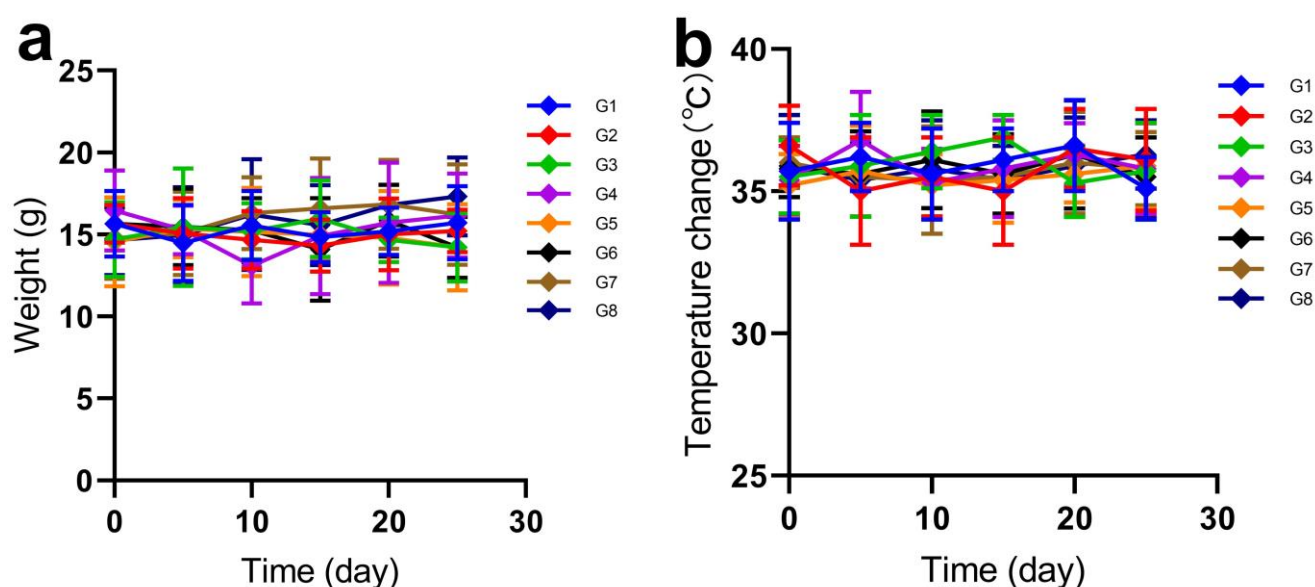 a
Weight (g)
25
20
15
10
5
0
0 10 20 30
Time (day)
G1
G2
G3
G4
G5
G6
G7
G8
b
Temperature change(℃)
40
35
30
25
0 10 20 30
Time (day)
G1
G2
G3
G4
G5
G6
G7
G8